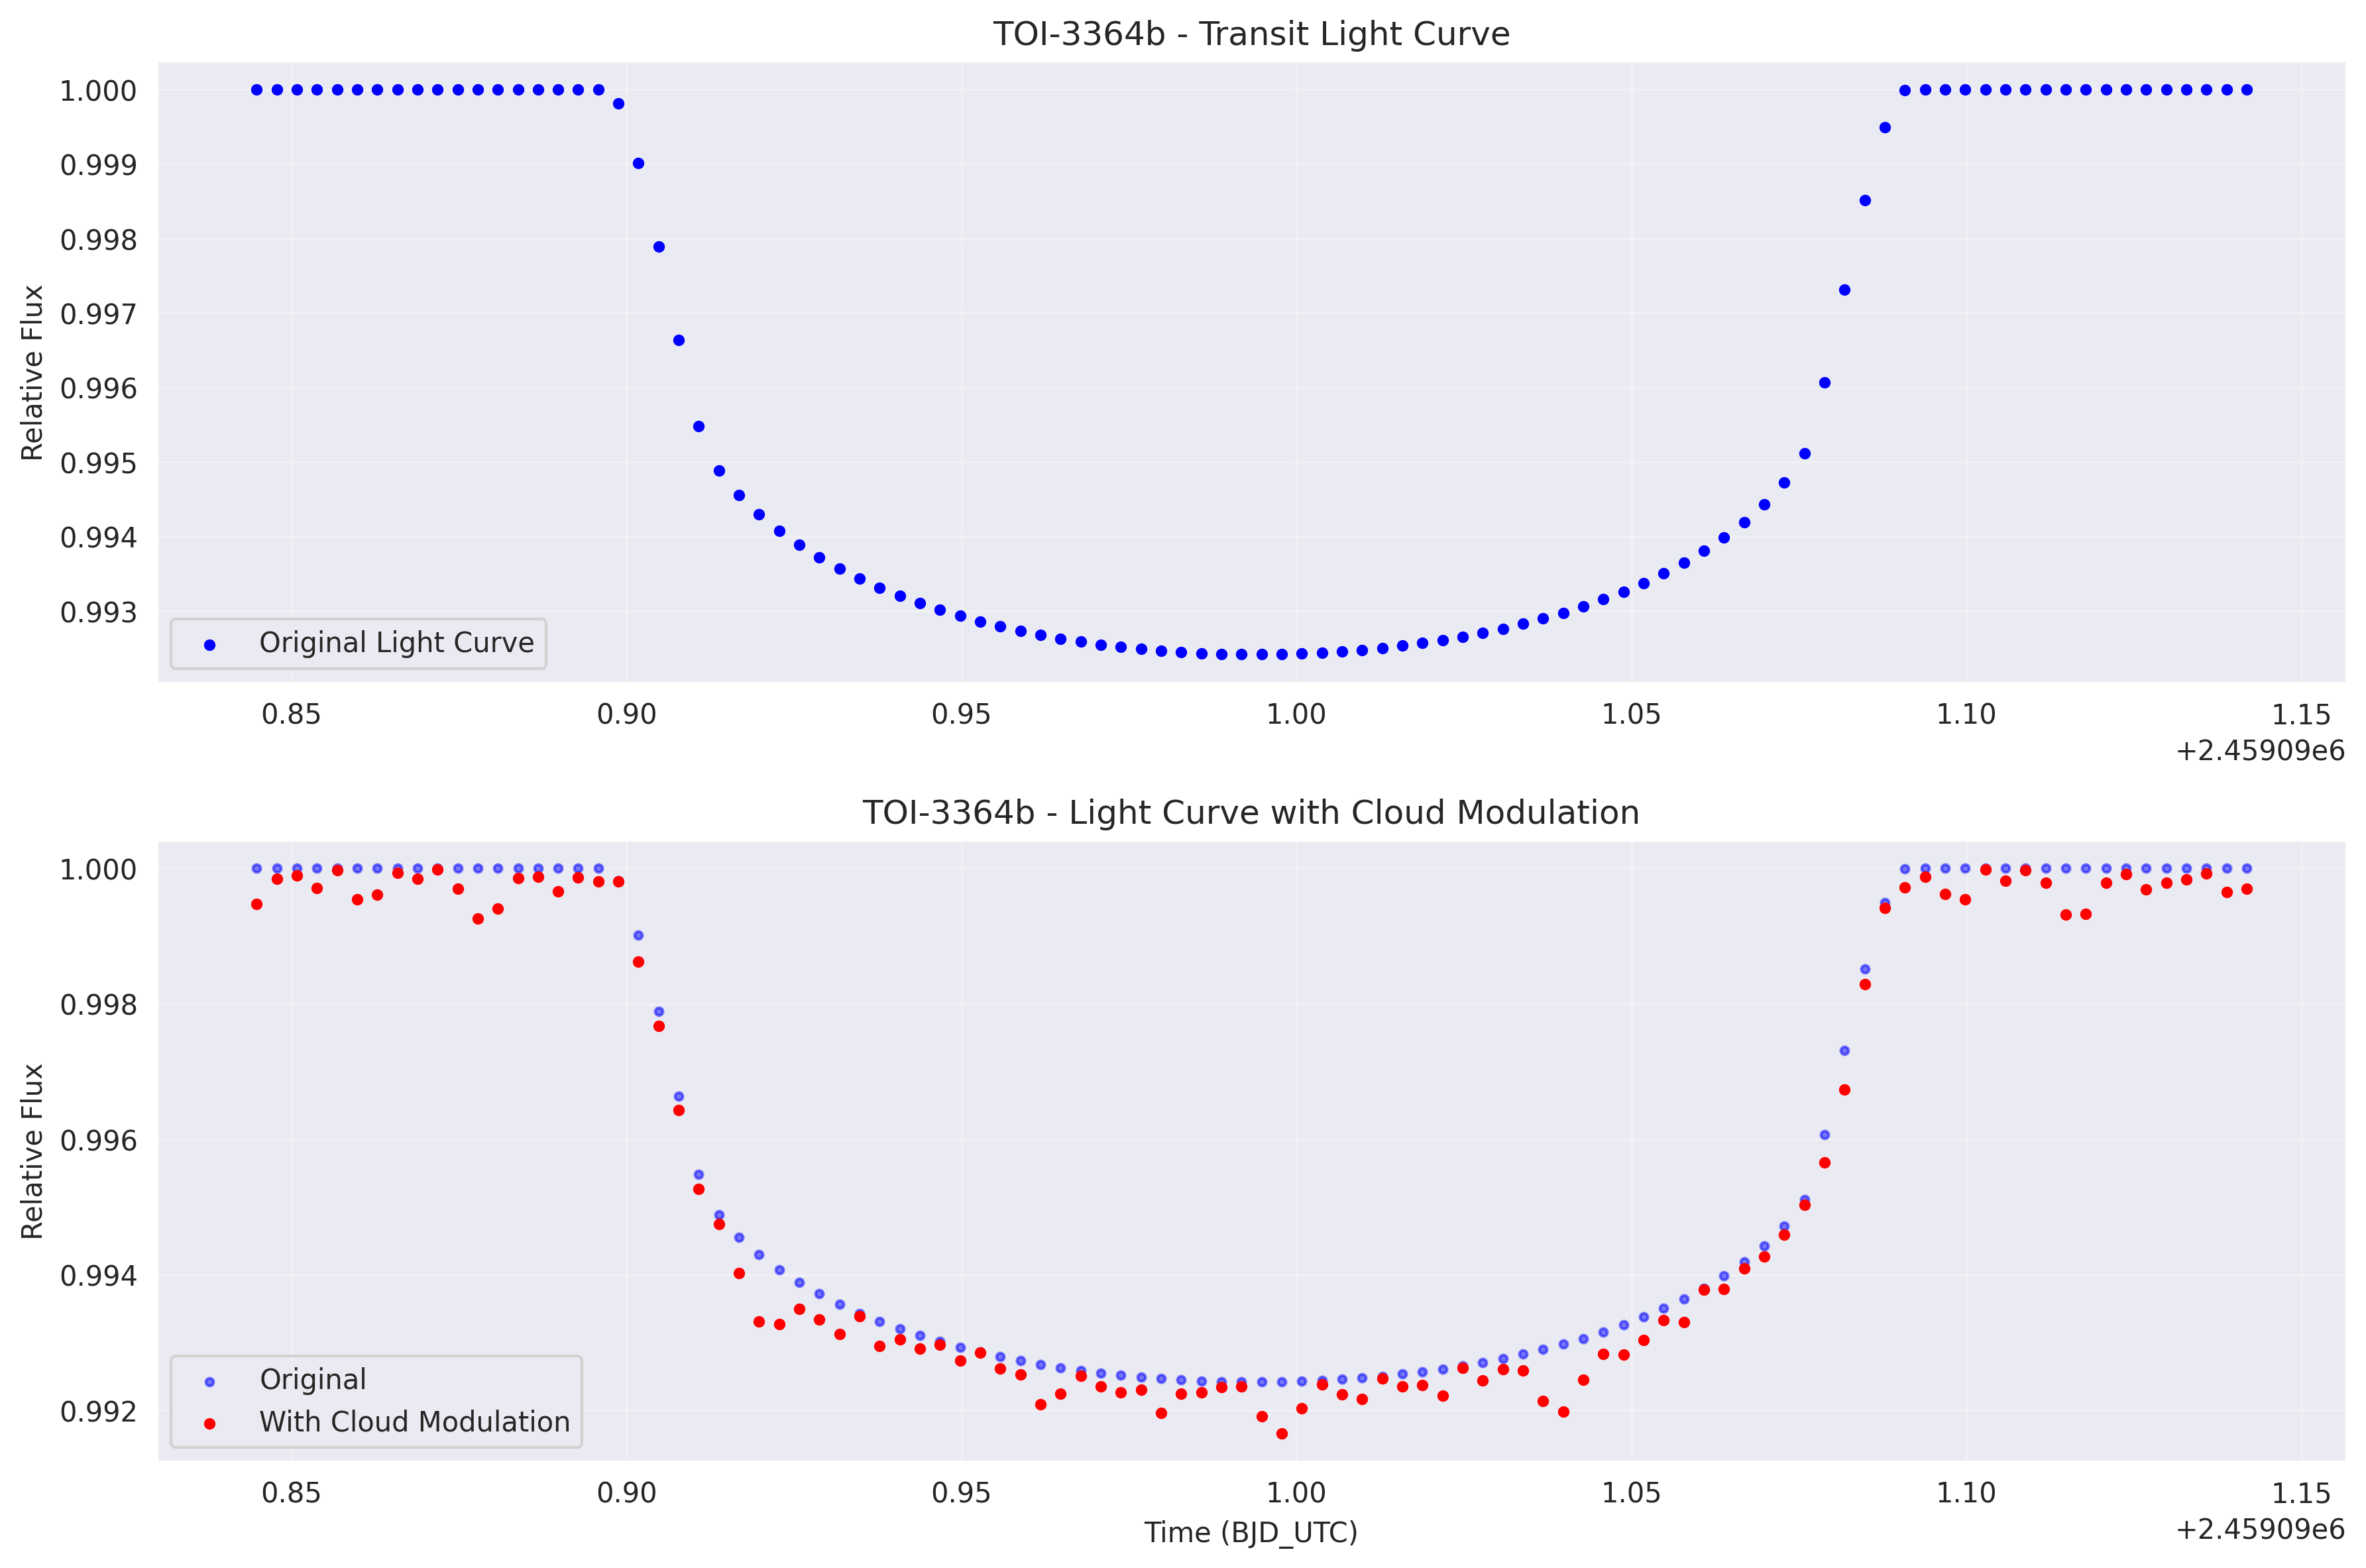 TOI-3364b - Transit Light Curve
Relative Flux
1.000
0.999
0.998
0.997
0.996
0.995
0.994
0.993
Original Light Curve
0.85 0.90 0.95 1.00 1.05 1.10 1.15
+2.45909e6
TOI-3364b - Light Curve with Cloud Modulation
Relative Flux
1.000
0.998
0.996
0.994
0.992
Original
With Cloud Modulation
0.85 0.90 0.95 1.00 1.05 1.10 1.15
Time (BJD_UTC)
+2.45909e6